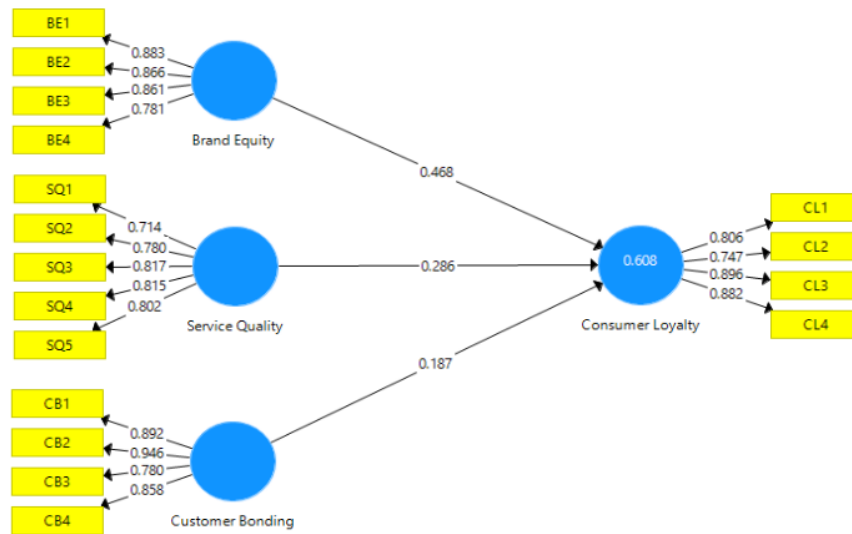 BE1
0.883
BE2
0.866
BE3
0.861
BE4
0.781
Brand Equity
0.468
SQ1
0.714
SQ2
0.780
SQ3
0.817
SQ4
0.815
SQ5
0.802
Service Quality
0.286
CB1
0.892
CB2
0.946
CB3
0.780
CB4
0.858
Customer Bonding
0.187
0.608
Consumer Loyalty
CL1
0.806
CL2
0.747
CL3
0.896
CL4
0.882